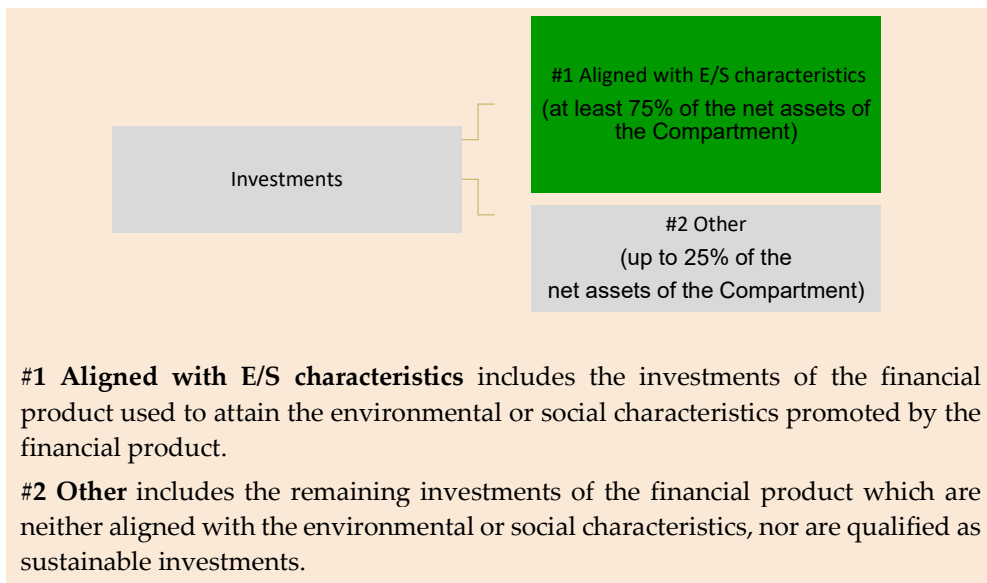 #1 Aligned with E/S characteristics
(at least 75% of the net assets of
the Compartment)
Investments
#2 Other
(up to 25% of the
net assets of the Compartment)
#1 Aligned with E/S characteristics includes the investments of the financial
product used to attain the environmental or social characteristics promoted by the
financial product.
#2 Other includes the remaining investments of the financial product which are
neither aligned with the environmental or social characteristics, nor are qualified as
sustainable investments.